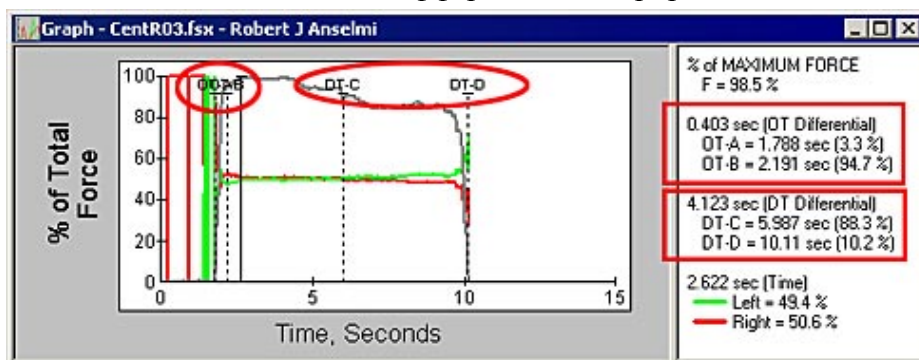 Graph - CentR03.fsx - Robert J Anselmi
% of MAXIMUM FORCE
F = 98.5 %
0.403 sec (OT Differential)
OT-A = 1.788 sec (3.3 %)
OT-B = 2.191 sec (94.7 %)
4.123 sec (DT Differential)
DT-C = 5.987 sec (88.3 %)
DT-D = 10.11 sec (10.2 %)
2.622 sec (Time)
Left = 49.4 %
Right = 50.6 %
% of Total
Force
100
80
60
40
20
0
DT-C
DT-D
0
5
10
15
Time, Seconds